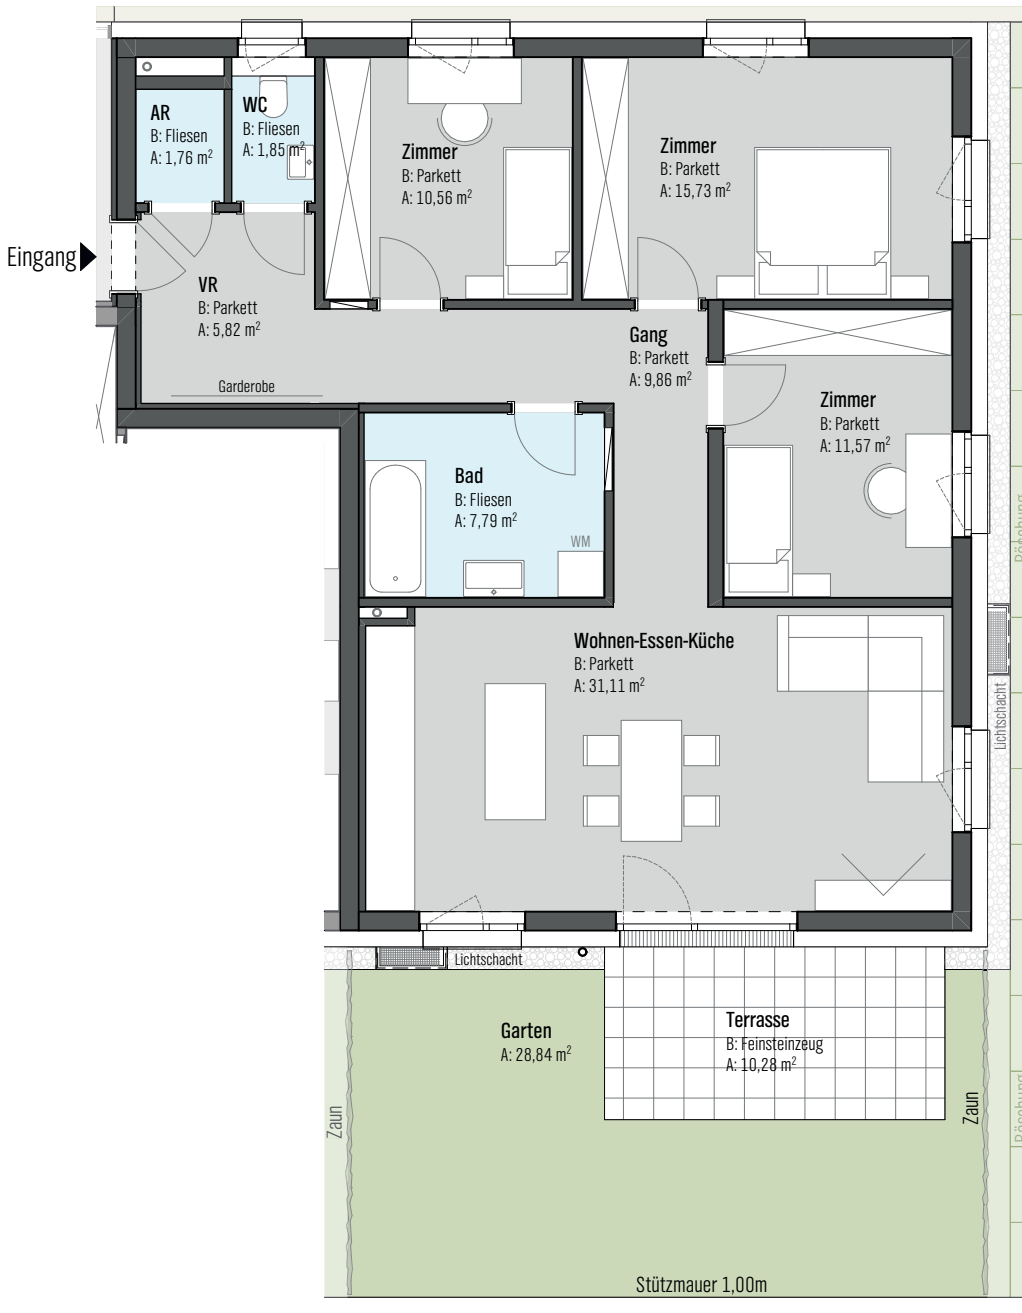 AR
B: Fliesen
A: 1,76 m²
WC
B: Fliesen
A: 1,85 m²
Zimmer
B: Parkett
A: 10,56 m²
Zimmer
B: Parkett
A: 15,73 m²
Eingang
VR
B: Parkett
A: 5,82 m²
Garderobe
Gang
B: Parkett
A: 9,86 m²
Zimmer
B: Parkett
A: 11,57 m²
Bad
B: Fliesen
A: 7,79 m²
WM
Böschung
Wohnen-Essen-Küche
B: Parkett
A: 31,11 m²
Lichtschacht
Lichtschacht
Garten
A: 28,84 m²
Terrasse
B: Feinsteinzeug
A: 10,28 m²
Zaun
Zaun
Böschung
Stützmauer 1,00m